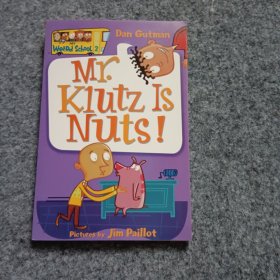 Dan Gutman
My Weird School 2
Mr.
Klutz Is
Nuts!
Pictures by Jim Paillot